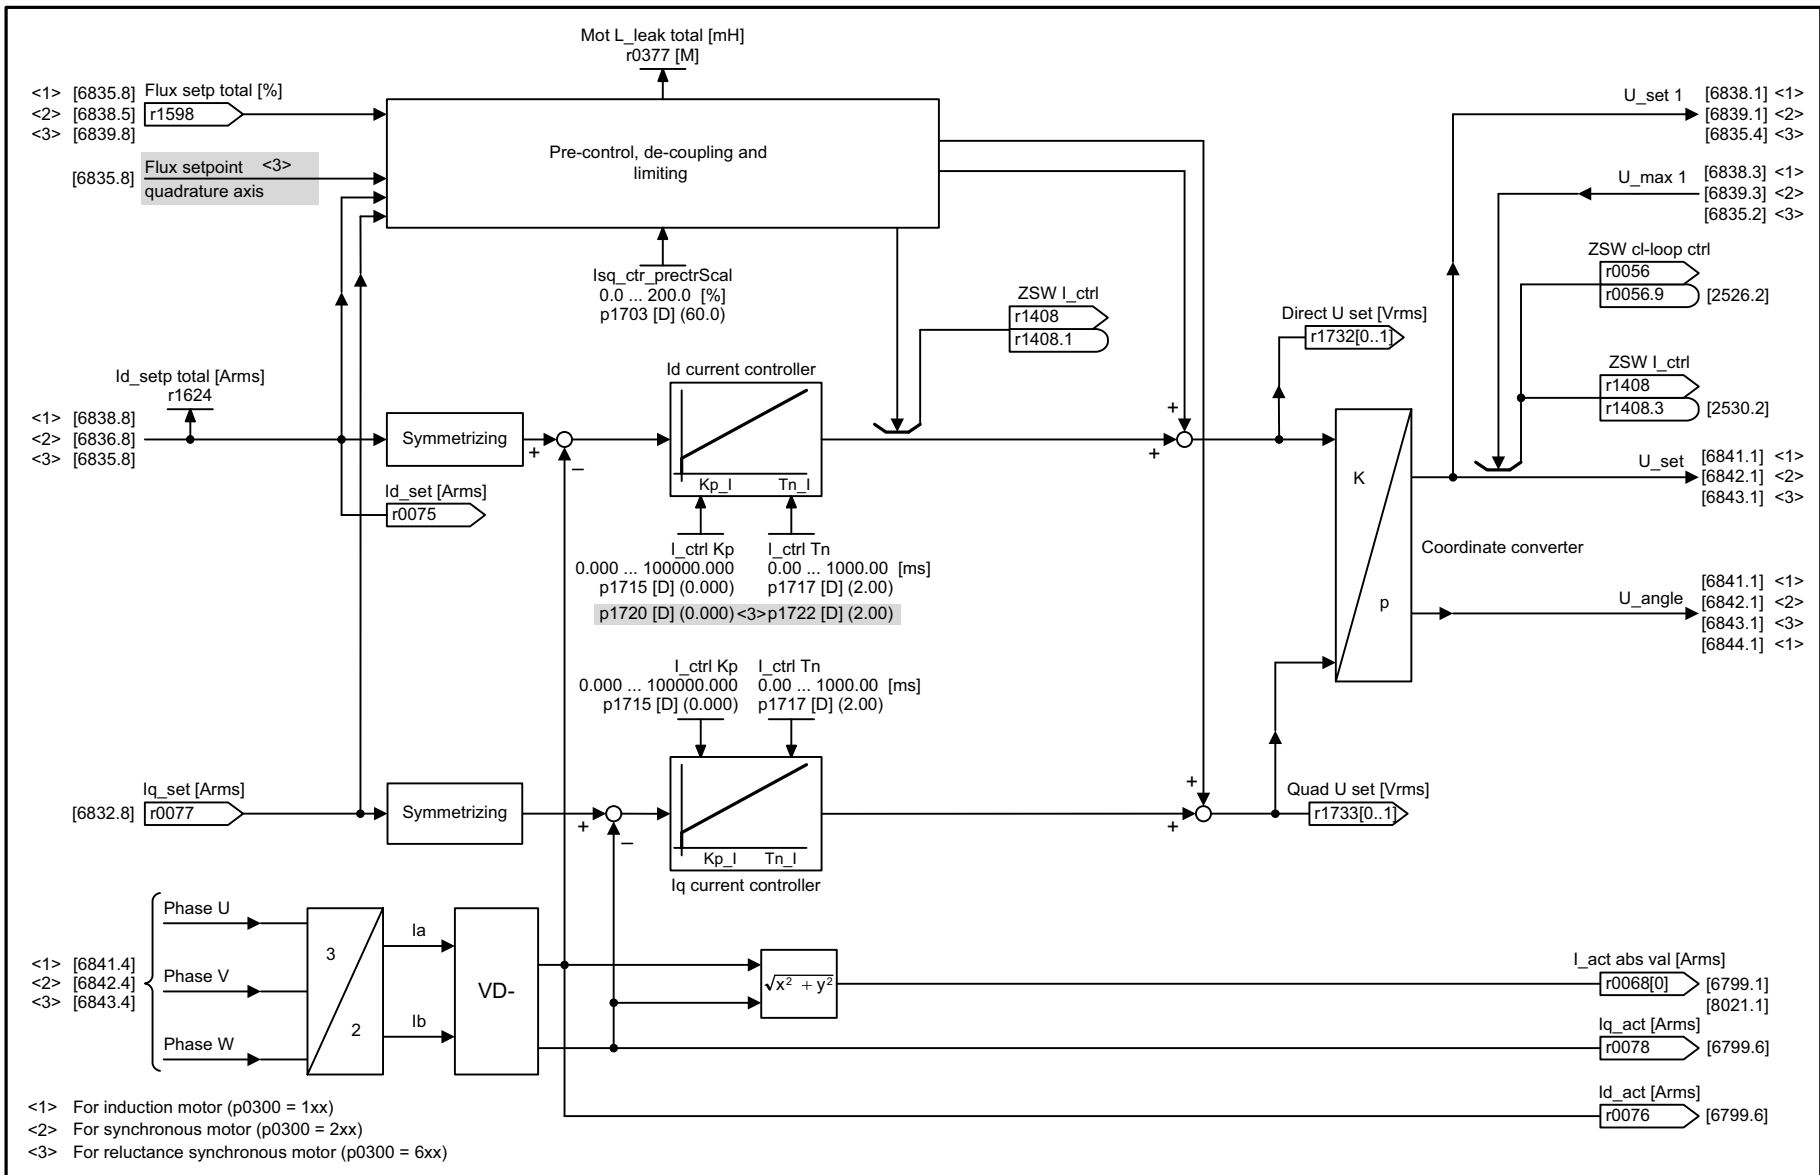 Mot L_leak total [mH]
r0377 [M]
<1> [6835.8] Flux setp total [%]
<2> [6838.5] r1598
<3> [6839.8]
Flux setpoint <3>
[6835.8]
quadrature axis
Pre-control, de-coupling and
limiting
U_set 1 [6838.1] <1>
[6839.1] <2>
[6835.4] <3>
U_max 1 [6838.3] <1>
[6839.3] <2>
[6835.2] <3>
Isq_ctr_prectrScal
0.0 ... 200.0 [%]
p1703 [D] (60.0)
ZSW I_ctrl
r1408
r1408.1
ZSW cl-loop ctrl
r0056
r0056.9 [2526.2]
Direct U set [Vrms]
r1732[0..1]
ZSW I_ctrl
r1408
r1408.3 [2530.2]
Id_setp total [Arms]
r1624
<1> [6838.8]
<2> [6836.8]
<3> [6835.8]
Symmetrizing
+
–
Id current controller
Kp_I Tn_I
+
+
Id_set [Arms]
r0075
I_ctrl Kp I_ctrl Tn
0.000 ... 100000.000 0.00 ... 1000.00 [ms]
p1715 [D] (0.000) p1717 [D] (2.00)
p1720 [D] (0.000) <3> p1722 [D] (2.00)
K
p
Coordinate converter
U_set [6841.1] <1>
[6842.1] <2>
[6843.1] <3>
U_angle
[6841.1] <1>
[6842.1] <2>
[6843.1] <3>
[6844.1] <1>
I_ctrl Kp I_ctrl Tn
0.000 ... 100000.000 0.00 ... 1000.00 [ms]
p1715 [D] (0.000) p1717 [D] (2.00)
Iq_set [Arms]
[6832.8] r0077
Symmetrizing
+
–
Kp_I Tn_I
Iq current controller
+
+
Quad U set [Vrms]
r1733[0..1]
Phase U
Phase V
Phase W
<1> [6841.4]
<2> [6842.4]
<3> [6843.4]
3
2
Ia
Ib
VD-
√x² + y²
I_act abs val [Arms]
r0068[0] [6799.1]
[8021.1]
Iq_act [Arms]
r0078 [6799.6]
Id_act [Arms]
r0076 [6799.6]
<1> For induction motor (p0300 = 1xx)
<2> For synchronous motor (p0300 = 2xx)
<3> For reluctance synchronous motor (p0300 = 6xx)